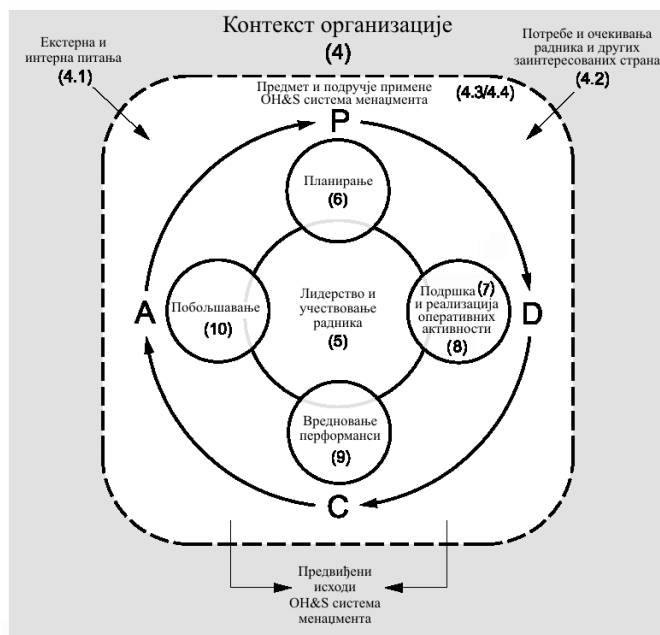 Контекст организације
(4)
Екстерна и
интерна питања
(4.1)
Потребе и очекивања
радника и других
заинтересованих страна
(4.2)
Предмет и подручје примене
OH&S система менаџмента
(4.3/4.4)
P
Планирање
(6)
A
Побољшавање
(10)
Лидерство и
учествовање
радника
(5)
Подршка (7)
и реализација
оперативних
активности
(8)
D
Вредновање
перформанси
(9)
C
Предвиђени
исходи
OH&S система
менаџмента